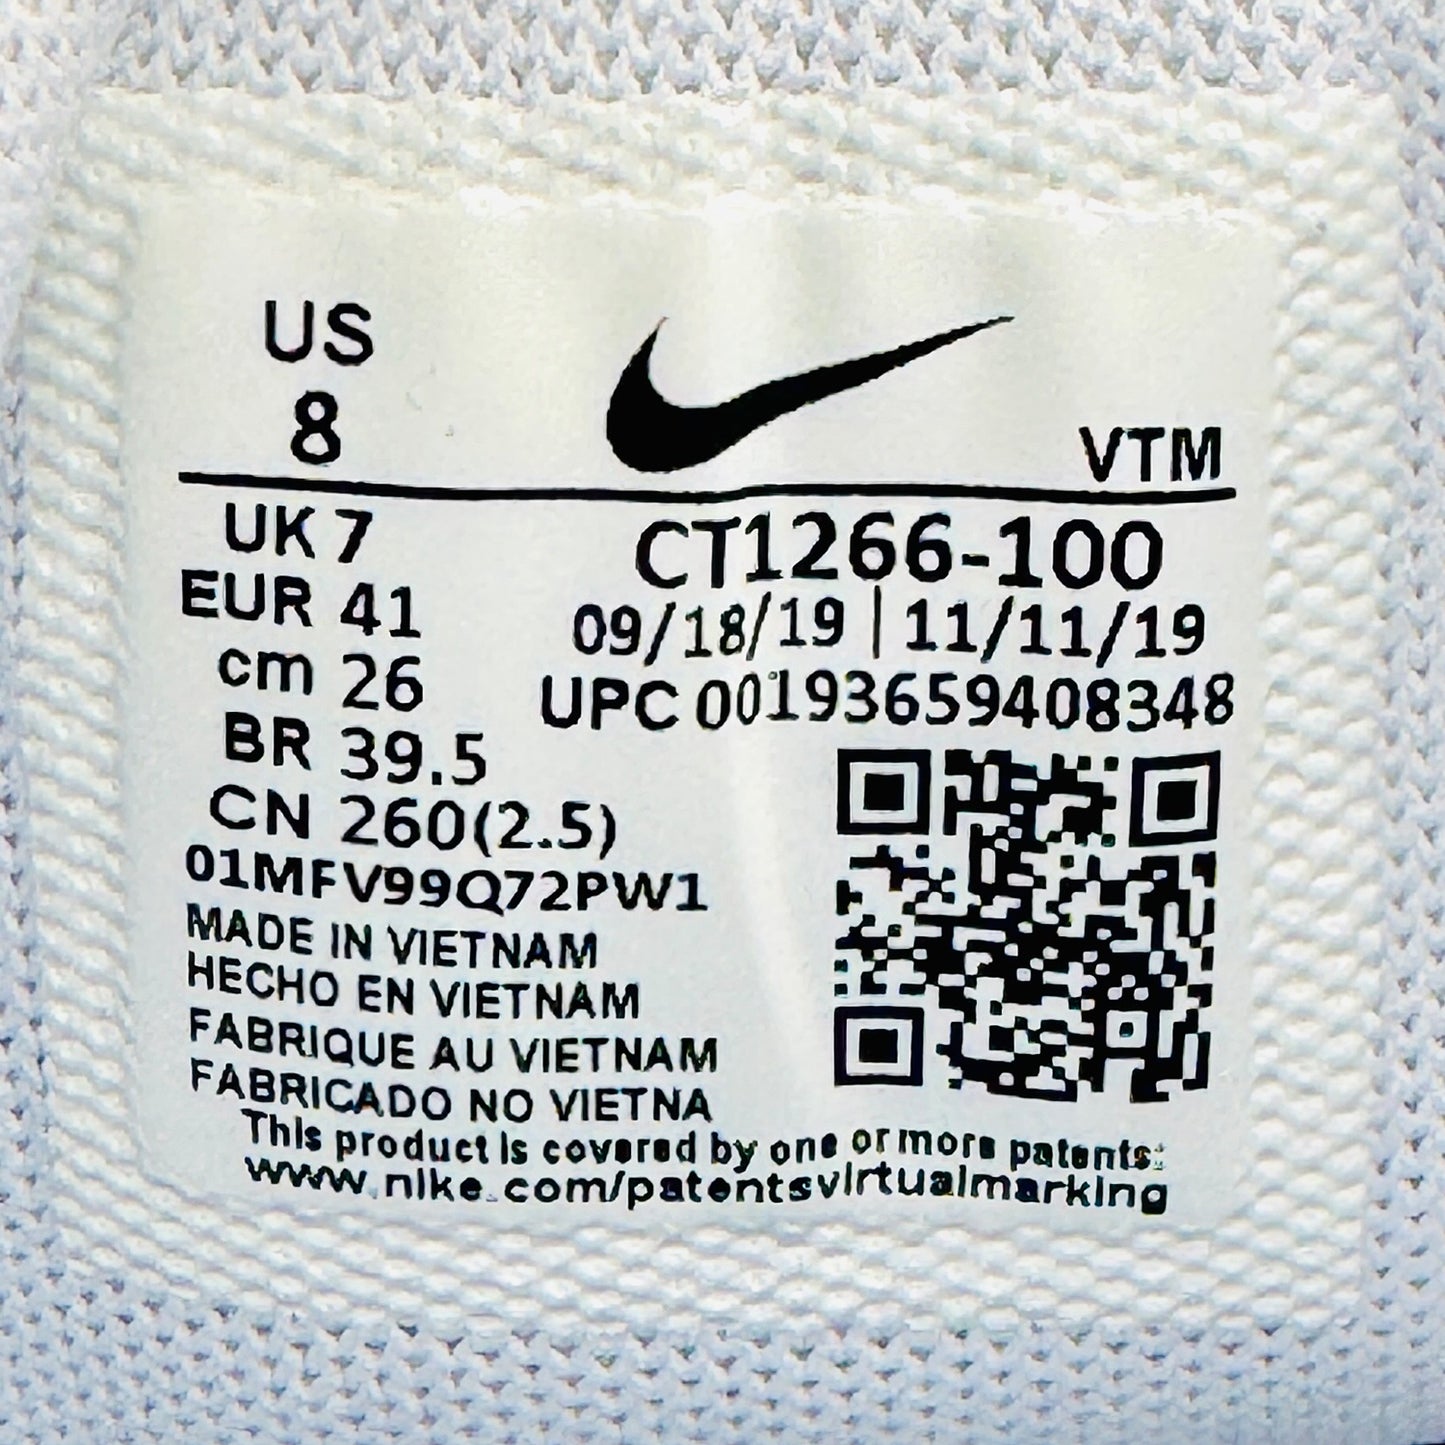 US
8
VTM
UK 7
CT1266-100
EUR 41
09/18/19 | 11/11/19
cm 26
UPC 00193659408348
BR 39.5
CN 260(2.5)
01MFV99Q72PW1
MADE IN VIETNAM
HECHO EN VIETNAM
FABRIQUE AU VIETNAM
FABRICADO NO VIETNA
This product is covered by one or more patents:
www.nike.com/patentsvirtualmarking